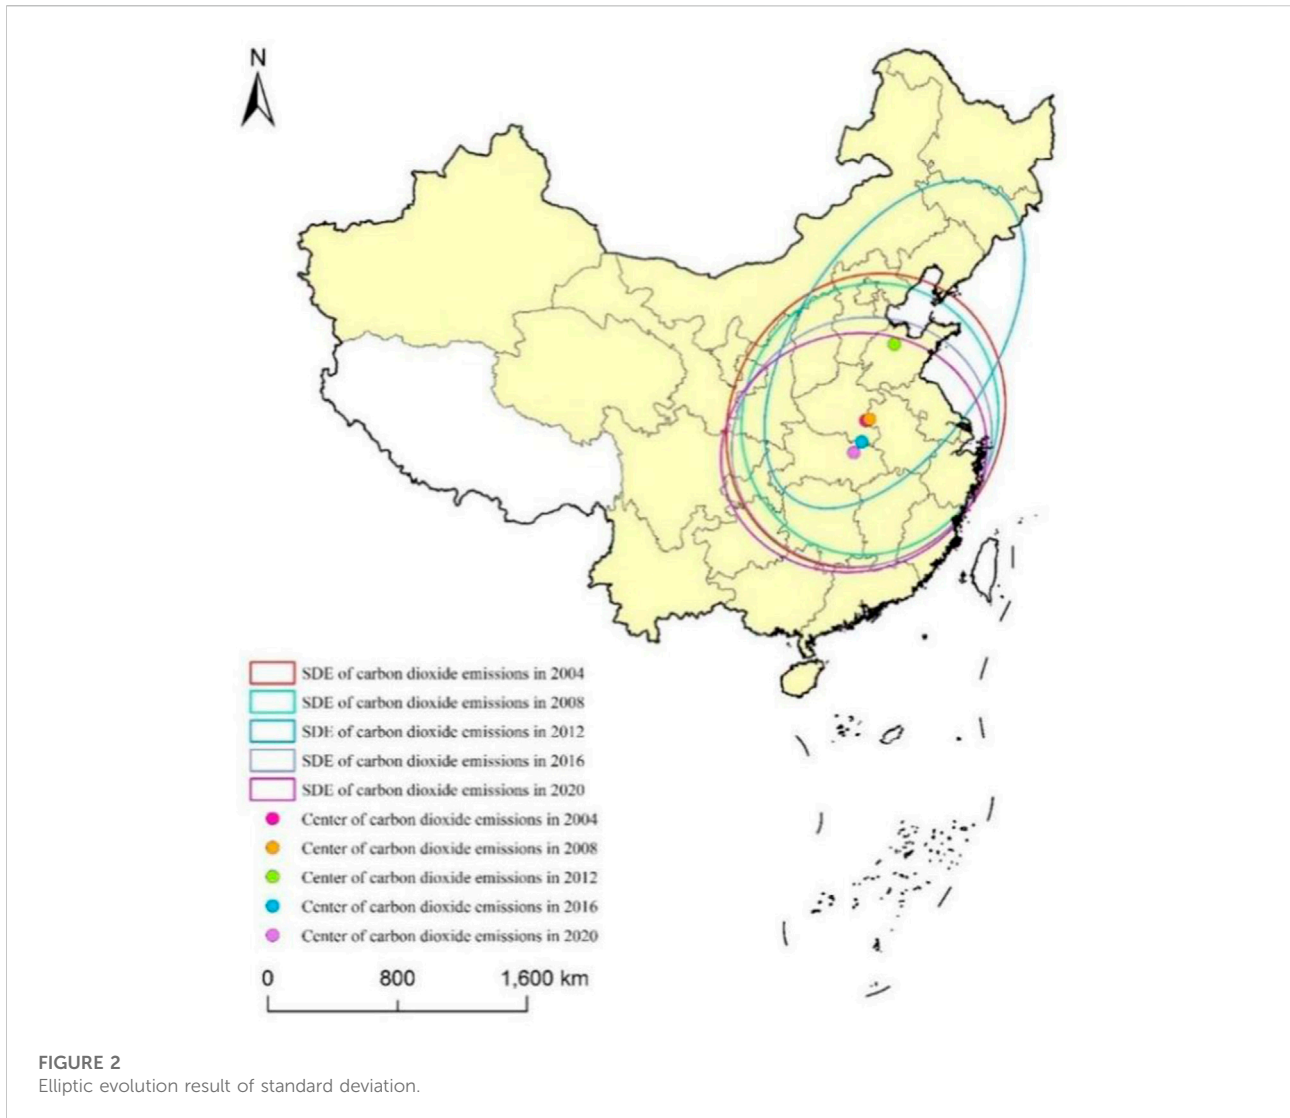 N
SDE of carbon dioxide emissions in 2004
SDE of carbon dioxide emissions in 2008
SDE of carbon dioxide emissions in 2012
SDE of carbon dioxide emissions in 2016
SDE of carbon dioxide emissions in 2020
Center of carbon dioxide emissions in 2004
Center of carbon dioxide emissions in 2008
Center of carbon dioxide emissions in 2012
Center of carbon dioxide emissions in 2016
Center of carbon dioxide emissions in 2020
0 800 1,600 km
FIGURE 2
Elliptic evolution result of standard deviation.